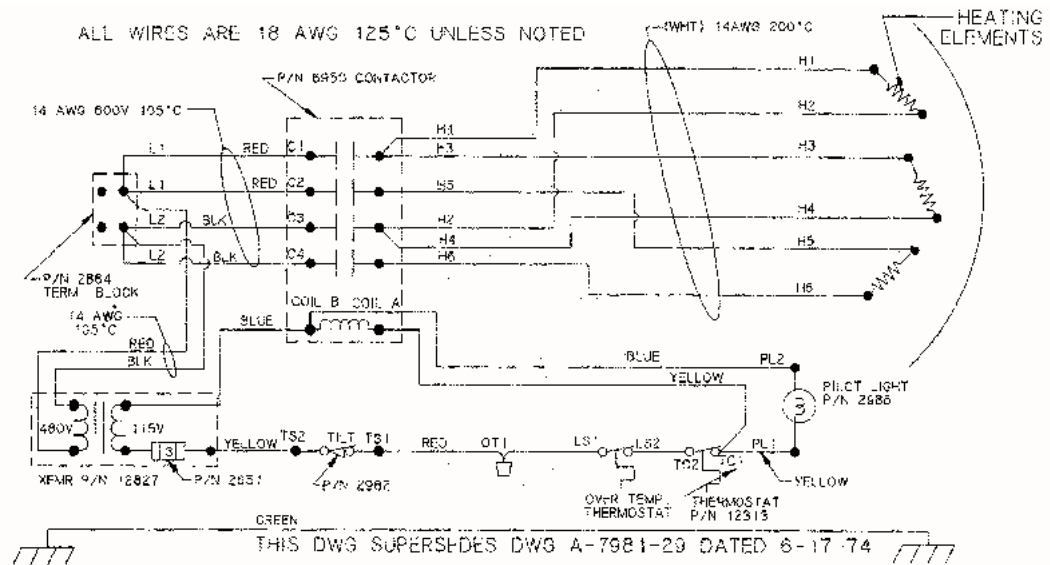 ALL WIRES ARE 18 AWG 125°C UNLESS NOTED
(WHT) 14AWG 200°C
HEATING
ELEMENTS
P/N 6950 CONTACTOR
14 AWG 600V 105°C
H1
H2
H3
H4
H5
H6
L1 RED C1
H1
H3
L1 RED C2
H5
L2 BLK C3
H2
H4
L2 BLK C4
H6
P/N 2864
TERM BLOCK
COIL B COIL A
14 AWG
105°C
BLUE
RED
BLK
BLUE PL2
YELLOW
PILOT LIGHT
P/N 2986
480V 115V
3
YELLOW TS2 TILT TS1 RED OT1 LS1 LS2 TC2 TC1 PL1
XFMR P/N 12827
P/N 2651
P/N 2982
OVER TEMP.
THERMOSTAT
THERMOSTAT
P/N 12313
YELLOW
GREEN
THIS DWG SUPERSEDES DWG A-7981-29 DATED 6-17-74